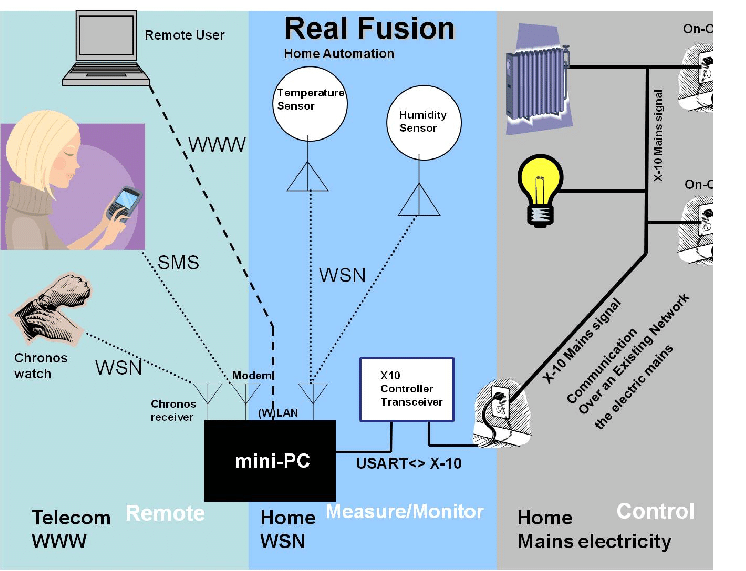 Real Fusion
Home Automation
Remote User
WWW
Temperature
Sensor
Humidity
Sensor
SMS
WSN
Chronos
watch
WSN
Chronos
receiver
Modem
(W)LAN
mini-PC
X10
Controller
Transceiver
USART<> X-10
On-C
X-10 Mains signal
On-C
X-10 Mains signal
Communication
Over an Existing Network
the electric mains
Telecom
WWW
Remote
Home
WSN
Measure/Monitor
Home
Mains electricity
Control